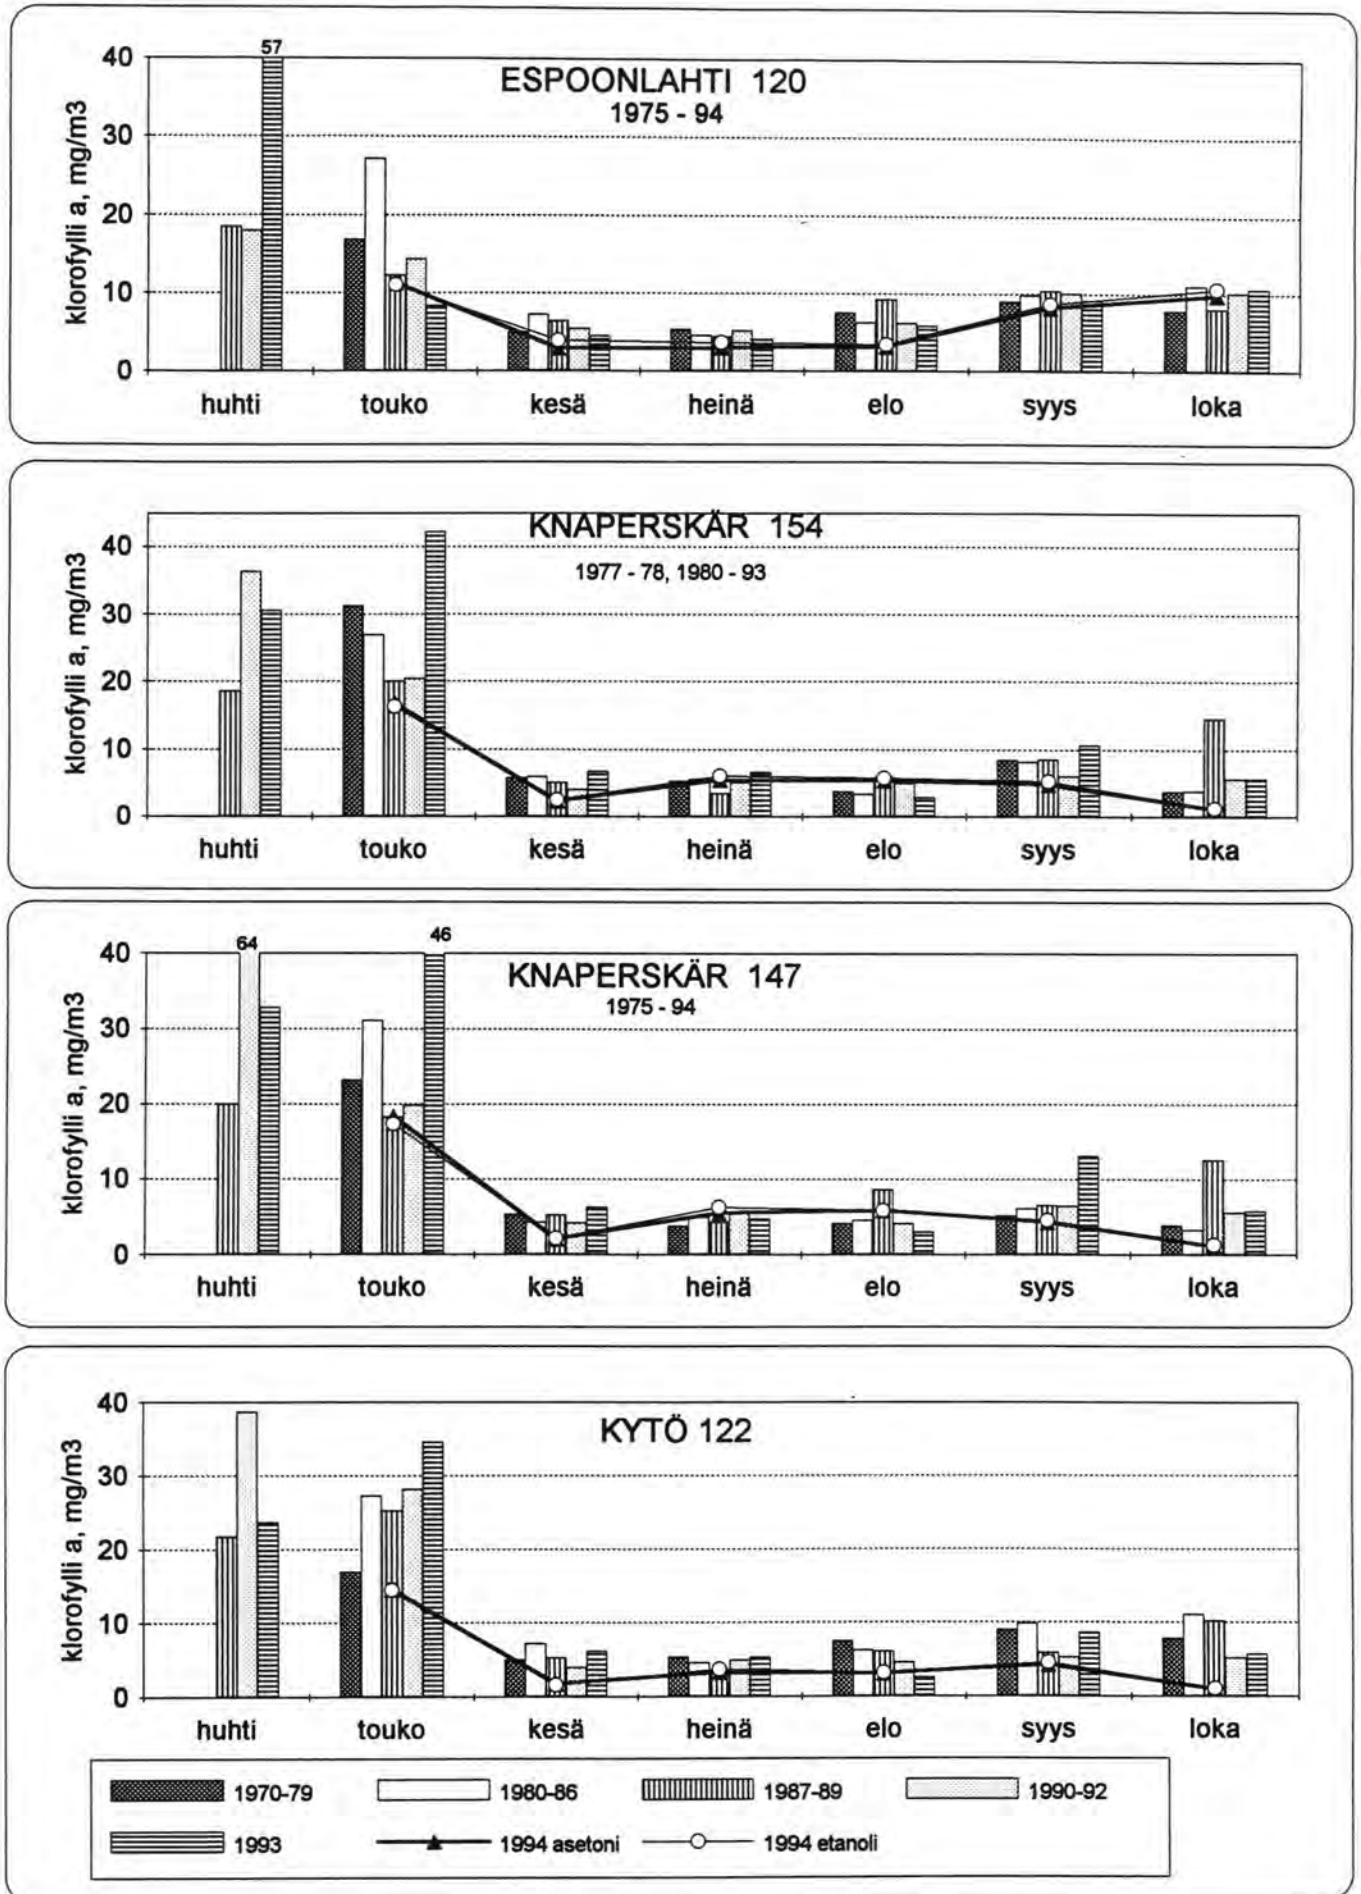 57
40
ESPOONLAHTI 120
1975 - 94
30
20
10
0
klorofylli a, mg/m3
huhti touko kesä heinä elo syys loka
KNAPERSKÄR 154
40
1977 - 78, 1980 - 93
30
20
10
0
klorofylli a, mg/m3
huhti touko kesä heinä elo syys loka
64 46
40
KNAPERSKÄR 147
1975 - 94
30
20
10
0
klorofylli a, mg/m3
huhti touko kesä heinä elo syys loka
40
KYTÖ 122
30
20
10
0
klorofylli a, mg/m3
huhti touko kesä heinä elo syys loka
1970-79 1980-86 1987-89 1990-92
1993 1994 asetoni 1994 etanoli